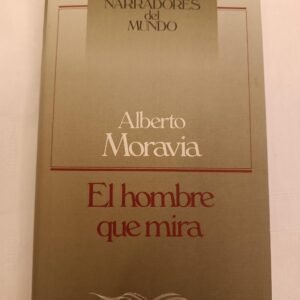 NARRADORES
del
MUNDO
Alberto
Moravia
El hombre
que mira